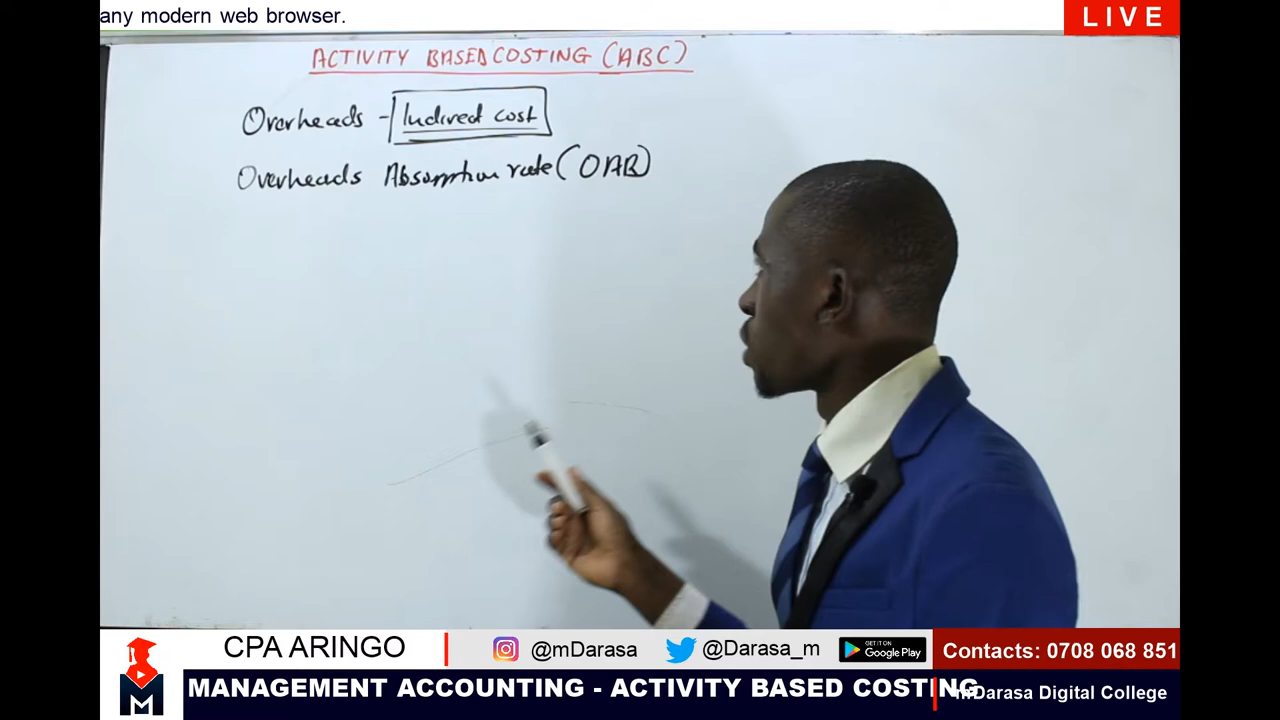 any modern web browser.
LIVE
ACTIVITY BASED COSTING (ABC)
Overheads - Indirect cost
Overheads Absorption rate (OAR)
CPA ARINGO
@mDarasa
@Darasa_m
GET IT ON
Google Play
Contacts: 0708 068 851
MANAGEMENT ACCOUNTING - ACTIVITY BASED COSTING
mDarasa Digital College